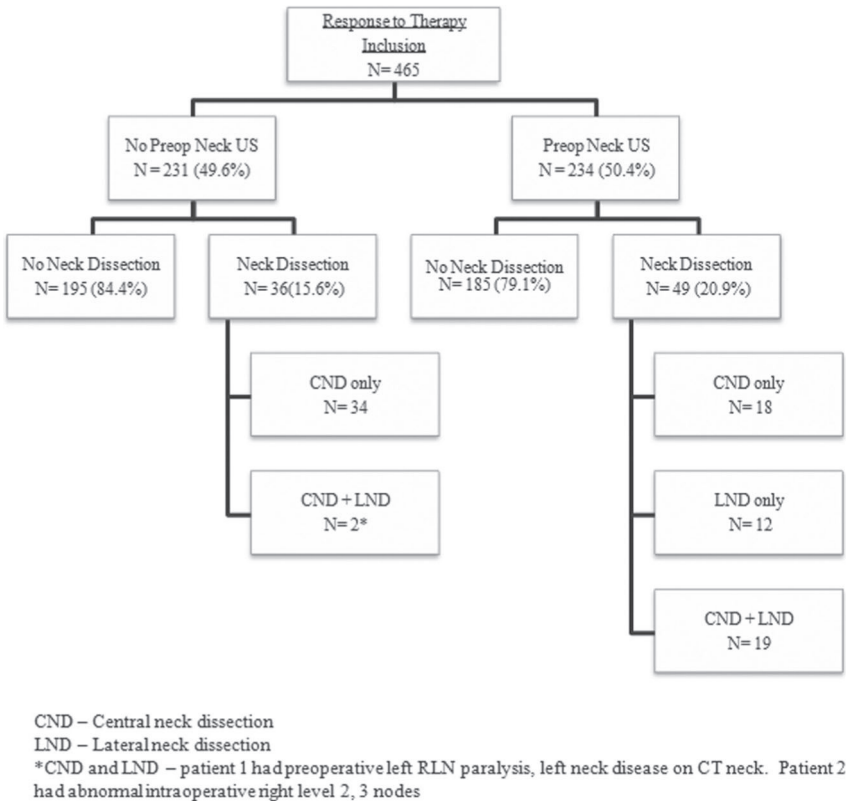 Response to Therapy
Inclusion
N= 465
No Preop Neck US
N= 231 (49.6%)
Preop Neck US
N= 234 (50.4%)
No Neck Dissection
N= 195 (84.4%)
Neck Dissection
N= 36(15.6%)
No Neck Dissection
N= 185 (79.1%)
Neck Dissection
N= 49 (20.9%)
CND only
N= 34
CND + LND
N= 2*
CND only
N= 18
LND only
N= 12
CND + LND
N= 19
CND – Central neck dissection
LND – Lateral neck dissection
*CND and LND – patient 1 had preoperative left RLN paralysis, left neck disease on CT neck. Patient 2
had abnormal intraoperative right level 2, 3 nodes